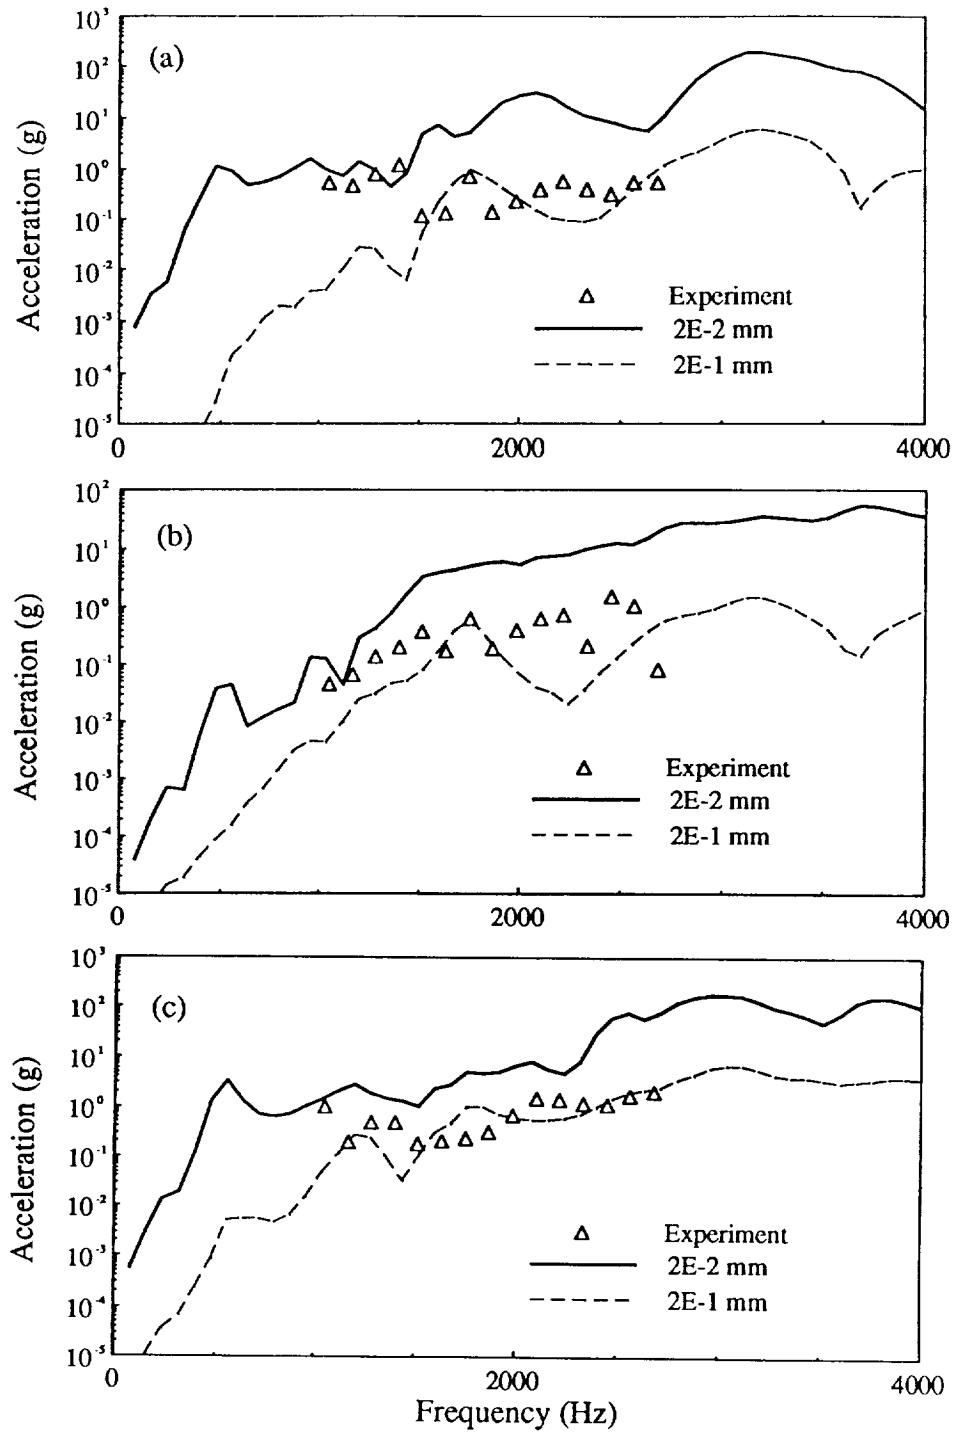 10³
(a)
10²
10¹
10⁰
10⁻¹
10⁻²
10⁻³
10⁻⁴
10⁻⁵
Acceleration (g)
Experiment
2E-2 mm
2E-1 mm
0 2000 4000
10²
(b)
10¹
10⁰
10⁻¹
10⁻²
10⁻³
10⁻⁴
10⁻⁵
Acceleration (g)
Experiment
2E-2 mm
2E-1 mm
0 2000 4000
10³
(c)
10²
10¹
10⁰
10⁻¹
10⁻²
10⁻³
10⁻⁴
10⁻⁵
Acceleration (g)
Experiment
2E-2 mm
2E-1 mm
0 2000 4000
Frequency (Hz)